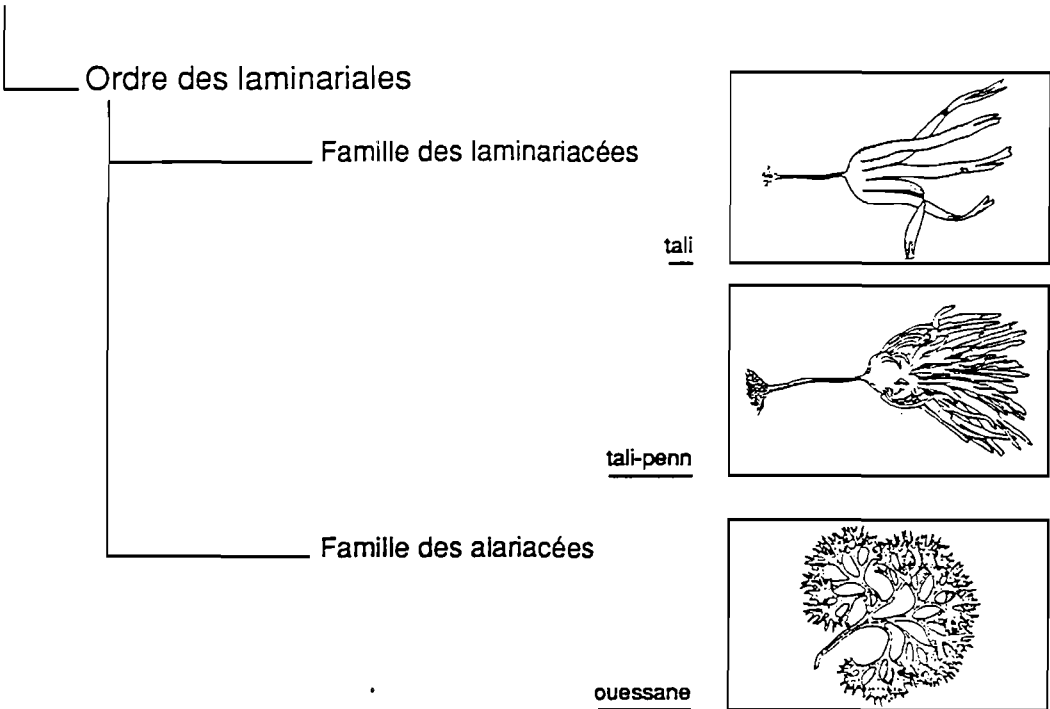 Ordre des laminariales
Famille des laminariacées
tali
tali-penn
Famille des alariacées
ouessane